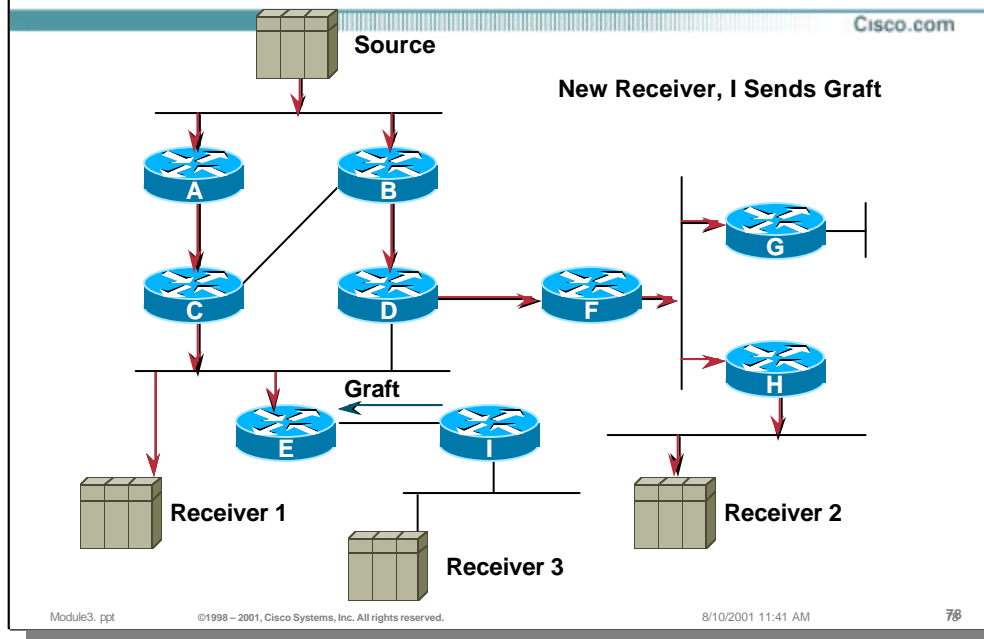 Cisco.com
Source
New Receiver, I Sends Graft
A
B
G
C
D
F
H
Graft
E
I
Receiver 1
Receiver 2
Receiver 3
Module3. ppt ©1998 – 2001, Cisco Systems, Inc. All rights reserved. 8/10/2001 11:41 AM